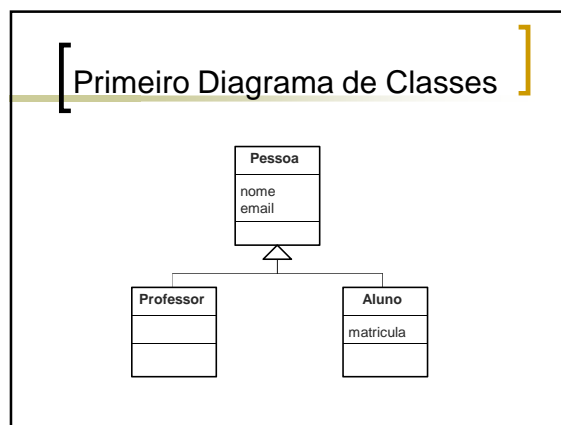 Primeiro Diagrama de Classes
Pessoa
nome
email
Professor
Aluno
matricula